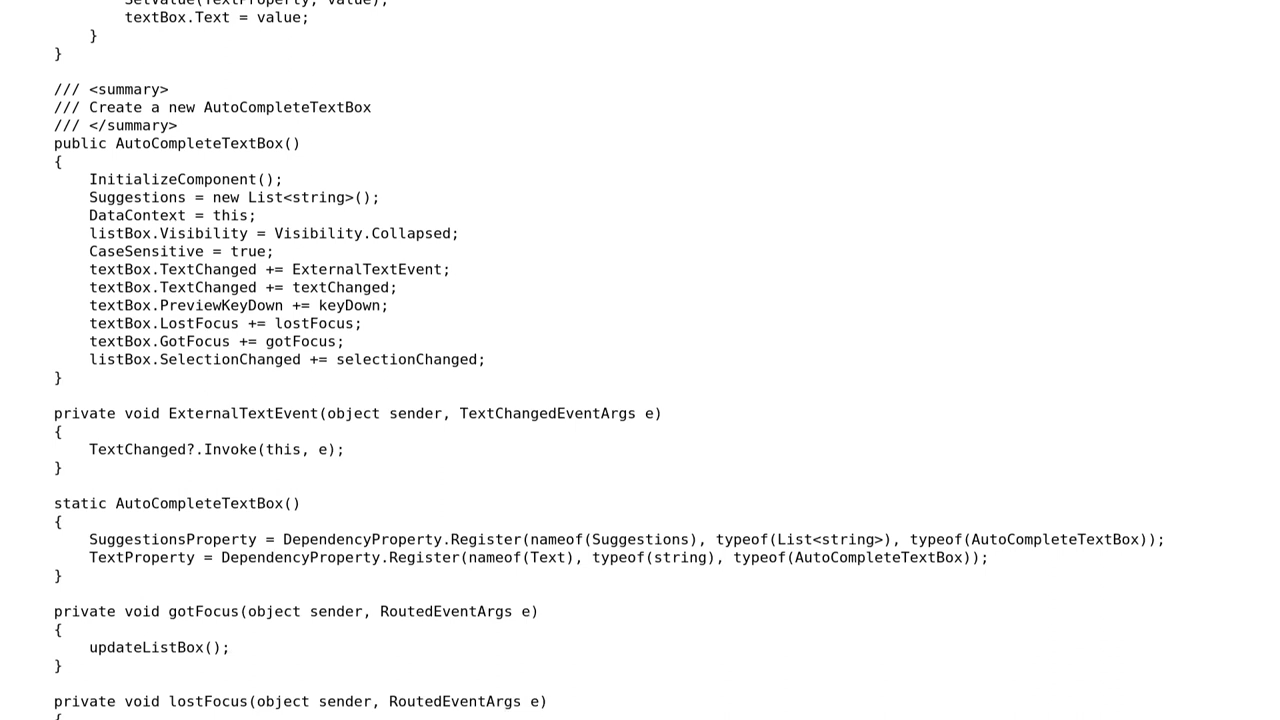 SetValue(TextProperty, value);
textBox.Text = value;
}
}
/// <summary>
/// Create a new AutoCompleteTextBox
/// </summary>
public AutoCompleteTextBox()
{
InitializeComponent();
Suggestions = new List<string>();
DataContext = this;
listBox.Visibility = Visibility.Collapsed;
CaseSensitive = true;
textBox.TextChanged += ExternalTextEvent;
textBox.TextChanged += textChanged;
textBox.PreviewKeyDown += keyDown;
textBox.LostFocus += lostFocus;
textBox.GotFocus += gotFocus;
listBox.SelectionChanged += selectionChanged;
}
private void ExternalTextEvent(object sender, TextChangedEventArgs e)
{
TextChanged?.Invoke(this, e);
}
static AutoCompleteTextBox()
{
SuggestionsProperty = DependencyProperty.Register(nameof(Suggestions), typeof(List<string>), typeof(AutoCompleteTextBox));
TextProperty = DependencyProperty.Register(nameof(Text), typeof(string), typeof(AutoCompleteTextBox));
}
private void gotFocus(object sender, RoutedEventArgs e)
{
updateListBox();
}
private void lostFocus(object sender, RoutedEventArgs e)
{